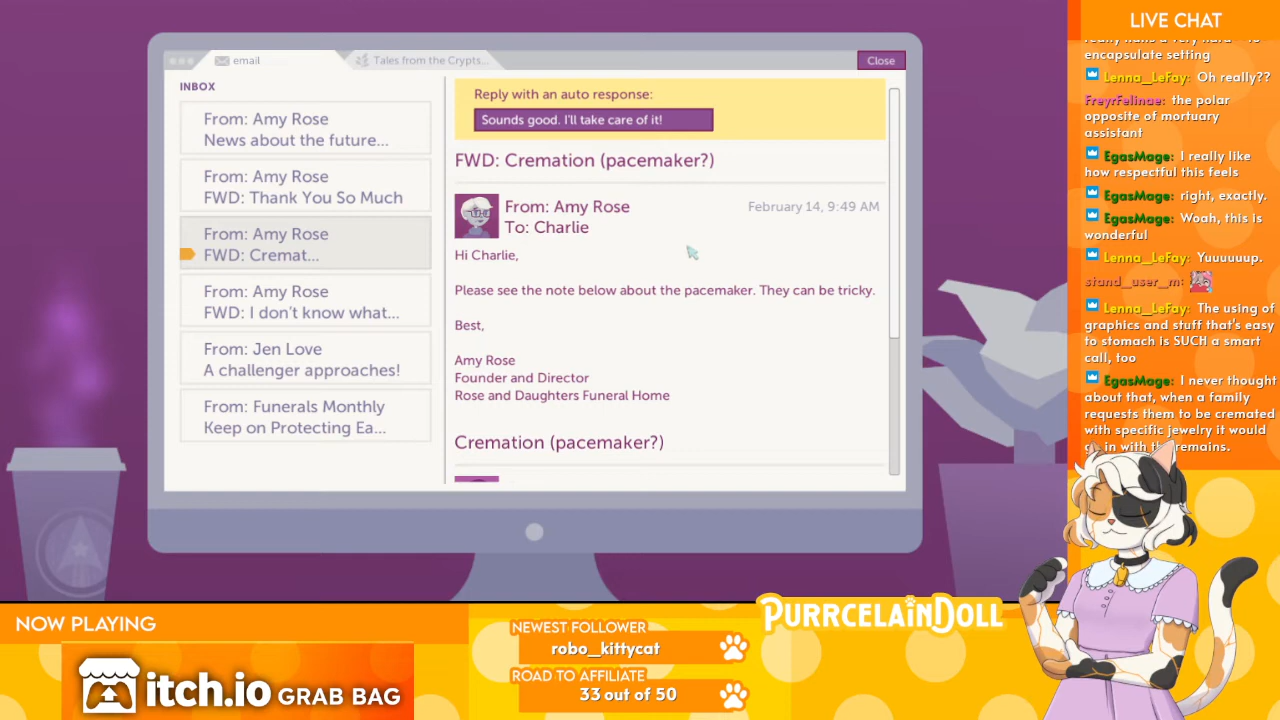 email
Tales from the Crypts...
Close
INBOX
From: Amy Rose
News about the future...
From: Amy Rose
FWD: Thank You So Much
From: Amy Rose
FWD: Cremat...
From: Amy Rose
FWD: I don't know what...
From: Jen Love
A challenger approaches!
From: Funerals Monthly
Keep on Protecting Ea...
Reply with an auto response:
Sounds good. I'll take care of it!
FWD: Cremation (pacemaker?)
From: Amy Rose
To: Charlie
February 14, 9:49 AM
Hi Charlie,
Please see the note below about the pacemaker. They can be tricky.
Best,
Amy Rose
Founder and Director
Rose and Daughters Funeral Home
Cremation (pacemaker?)
LIVE CHAT
encapsulate setting
Lenna_LeFay: Oh really??
FreyrFelinae: the polar
opposite of mortuary
assistant
EgasMage: I really like
how respectful this feels
EgasMage: right, exactly.
EgasMage: Woah, this is
wonderful
Lenna_LeFay: Yuuuuuup.
stand_user_m:
Lenna_LeFay: The using of
graphics and stuff that's easy
to stomach is SUCH a smart
call, too
EgasMage: I never thought
about that, when a family
requests them to be cremated
with specific jewelry it would
in with remains.
NOW PLAYING
itch.io GRAB BAG
NEWEST FOLLOWER
robo_kittycat
ROAD TO AFFILIATE
33 out of 50
PURRCELAINDOLL